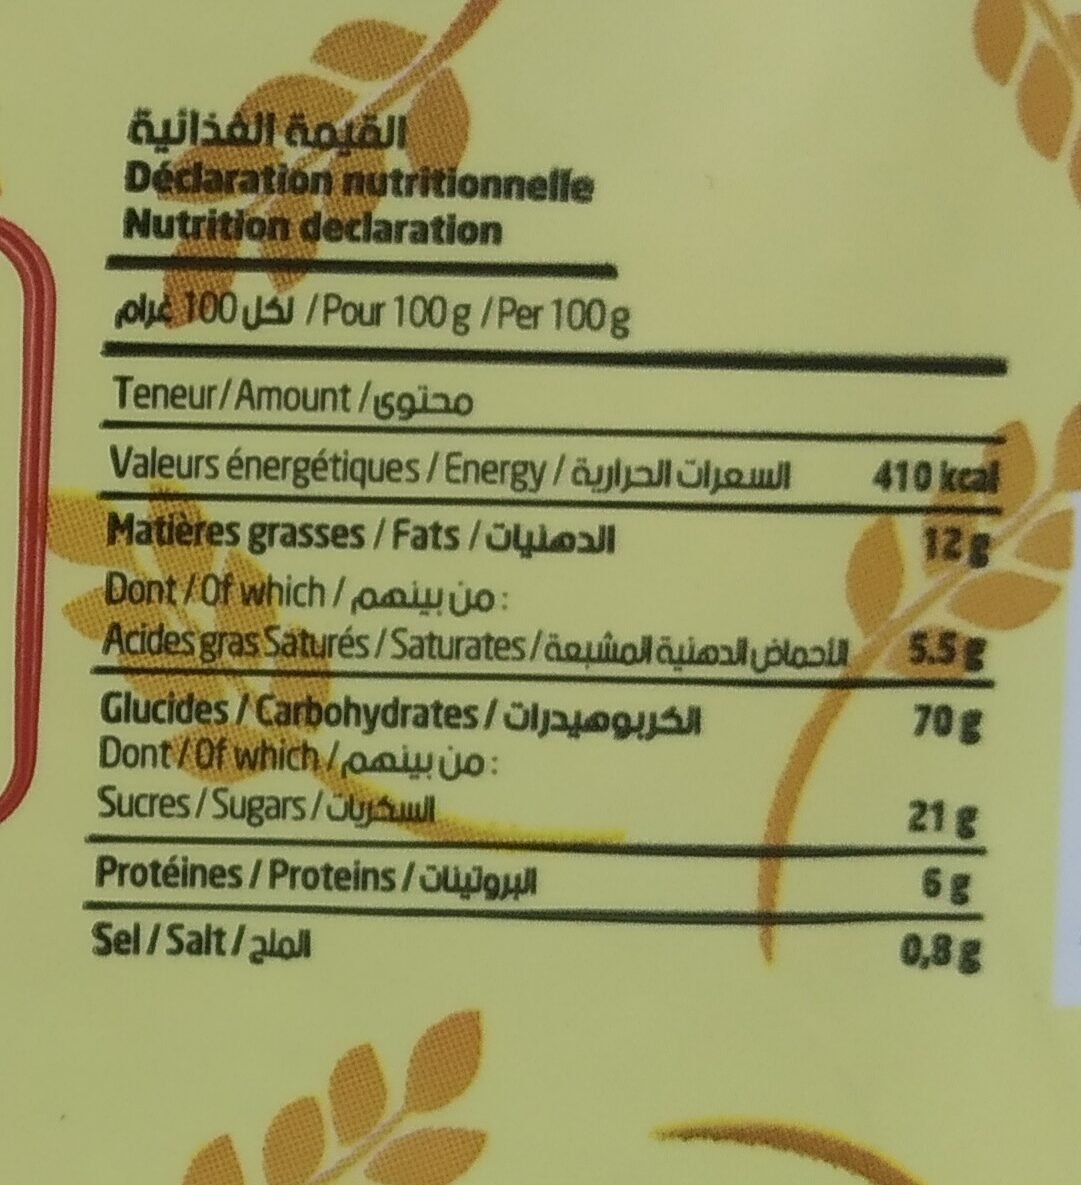 القيمة الغذائية
Déclaration nutritionnelle
Nutrition declaration
لكل 100 غرام / Pour 100 g / Per 100 g
Teneur / Amount / محتوى
Valeurs énergétiques / Energy / السعرات الحرارية 410 kcal
Matières grasses / Fats / الدهنيات 12 g
Dont / Of which / من بينهم :
Acides gras Saturés / Saturates / الأحماض الدهنية المشبعة 5.5 g
Glucides / Carbohydrates / الكربوهيدرات 70 g
Dont / Of which / من بينهم :
Sucres / Sugars / السكريات 21 g
Protéines / Proteins / البروتينات 6 g
Sel / Salt / الملح 0,8 g